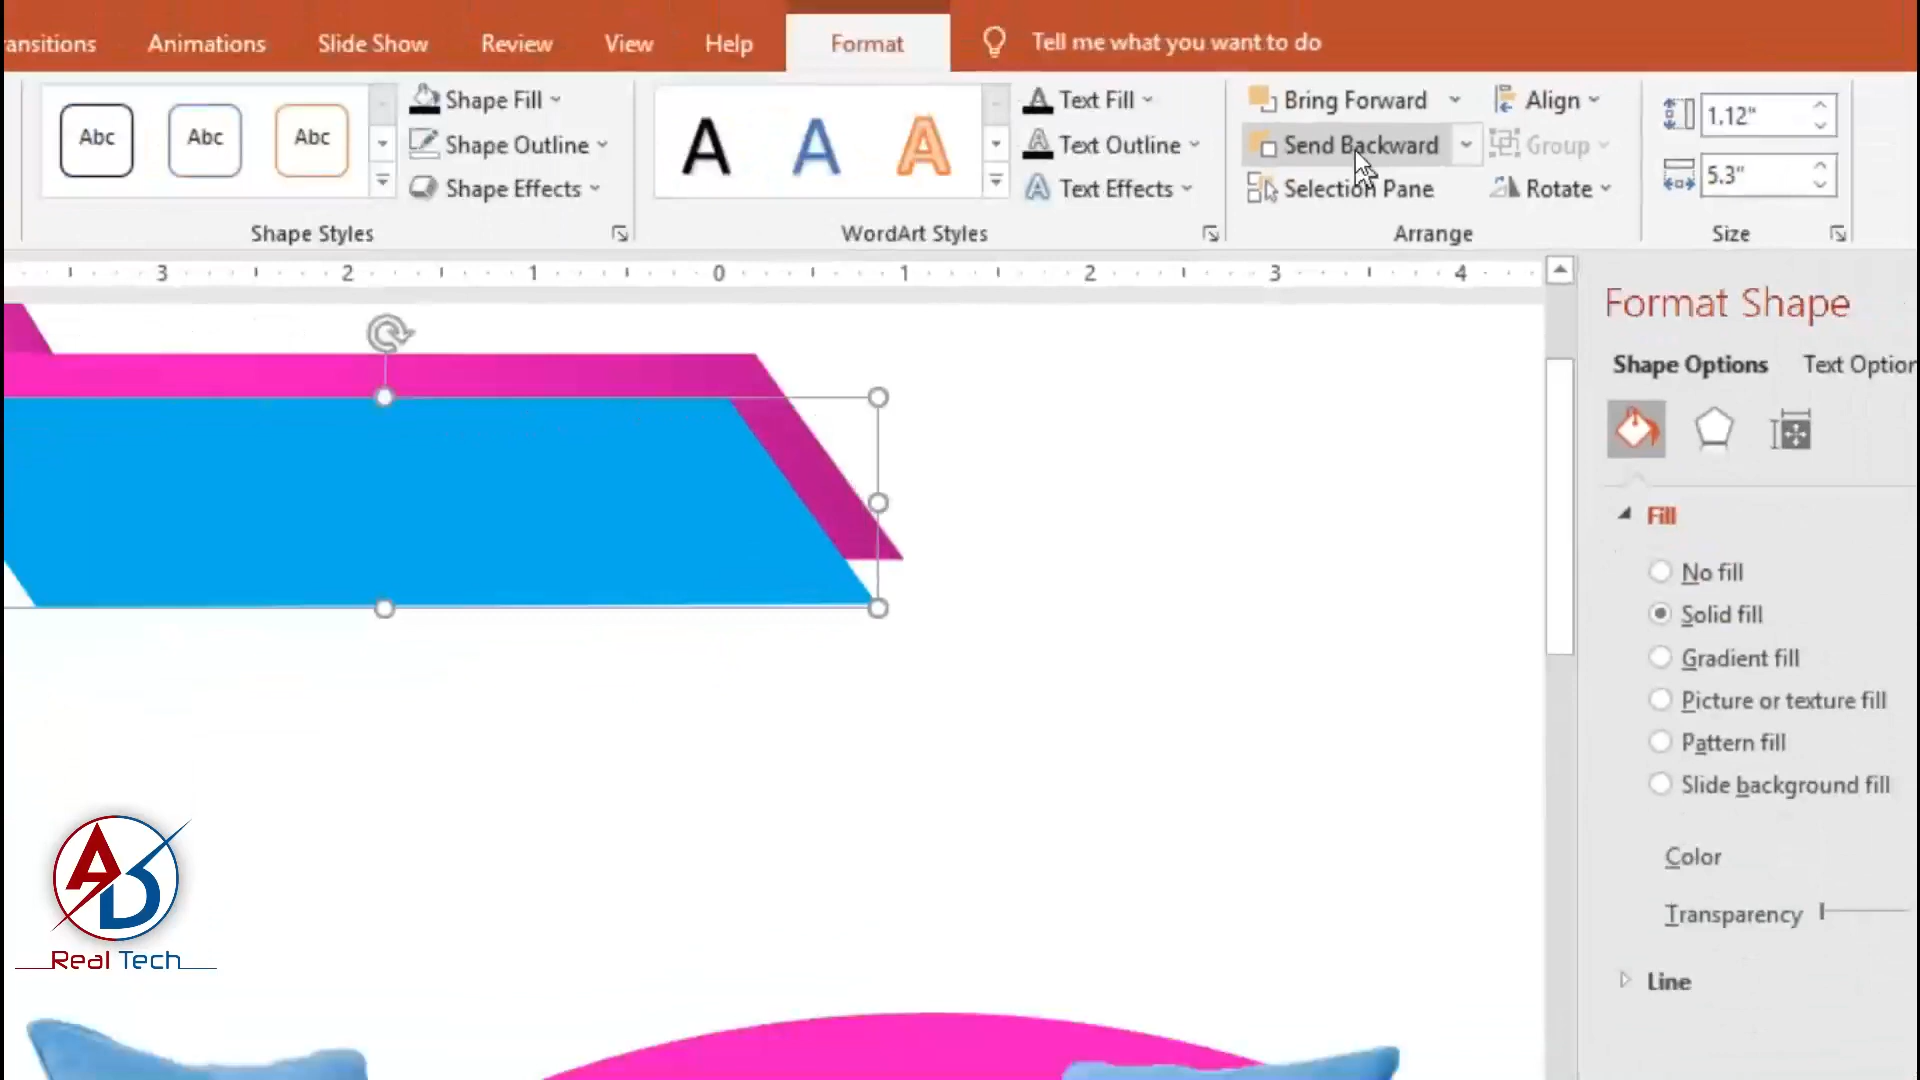 ansitions Animations Slide Show Review View Help Format Tell me what you want to do
Abc Abc Abc
Shape Fill
Shape Outline
Shape Effects
Shape Styles
A A A
Text Fill
Text Outline
Text Effects
WordArt Styles
Bring Forward
Send Backward
Selection Pane
Align
Group
Rotate
Arrange
1.12"
5.3"
Size
3 2 1 0 1 2 3 4
Format Shape
Shape Options Text Option
Fill
No fill
Solid fill
Gradient fill
Picture or texture fill
Pattern fill
Slide background fill
Color
Transparency
Line
AD
Real Tech